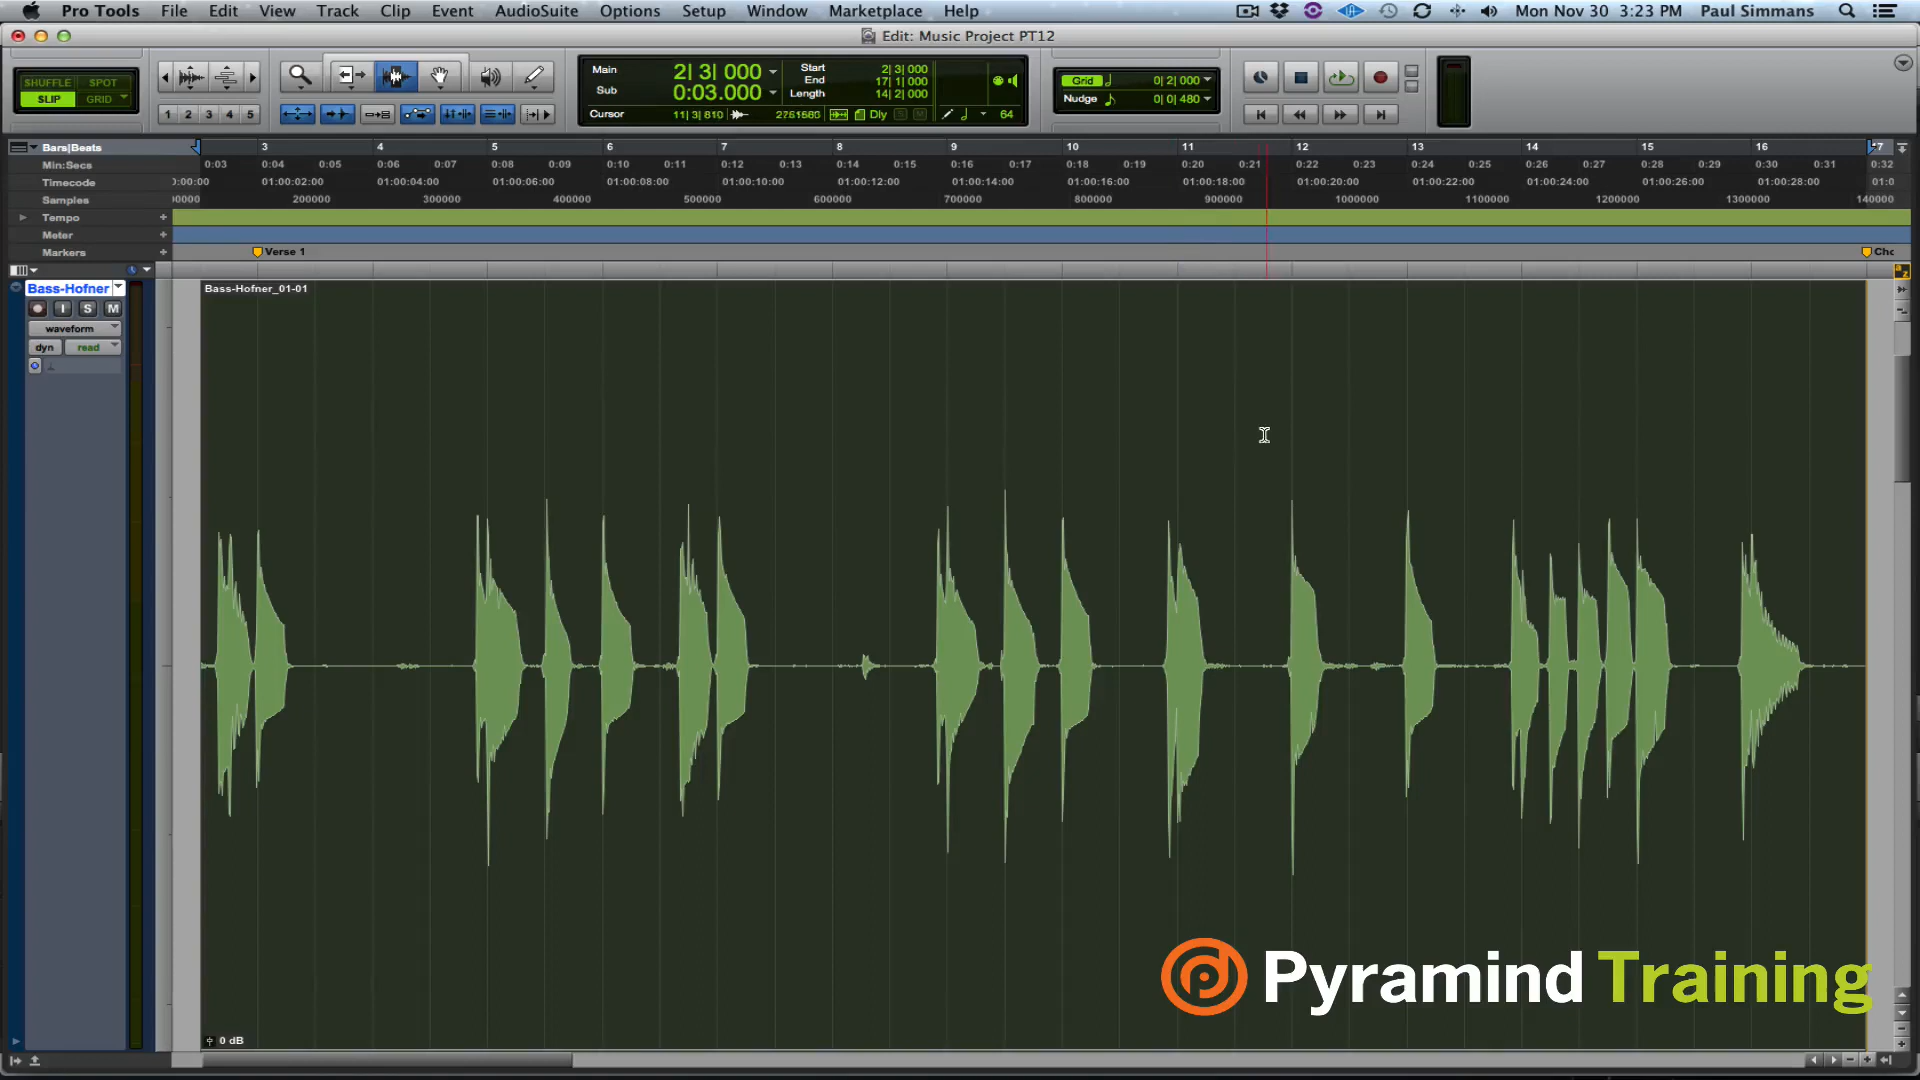 Pro Tools File Edit View Track Clip Event AudioSuite Options Setup Window Marketplace Help Mon Nov 30 3:23 PM Paul Simmans
Edit: Music Project PT12
SHUFFLE SPOT
SLIP GRID
1 2 3 4 5
Main 2| 3| 000
Sub 0:03.000
Start 2| 3| 000
End 17| 1| 000
Length 14| 2| 000
Cursor 11| 3| 810 2761580 Dly S M 64
Grid 0| 2| 000
Nudge 0| 0| 480
Bars|Beats 3 4 5 6 7 8 9 10 11 12 13 14 15 16 17
Min:Secs 0:03 0:04 0:05 0:06 0:07 0:08 0:09 0:10 0:11 0:12 0:13 0:14 0:15 0:16 0:17 0:18 0:19 0:20 0:21 0:22 0:23 0:24 0:25 0:26 0:27 0:28 0:29 0:30 0:31 0:32
Timecode 0:00:00 01:00:02:00 01:00:04:00 01:00:06:00 01:00:08:00 01:00:10:00 01:00:12:00 01:00:14:00 01:00:16:00 01:00:18:00 01:00:20:00 01:00:22:00 01:00:24:00 01:00:26:00 01:00:28:00 01:0
Samples 00000 200000 300000 400000 500000 600000 700000 800000 900000 1000000 1100000 1200000 1300000 140000
Tempo
Meter
Markers Verse 1 Chc
Bass-Hofner
Bass-Hofner_01-01
I S M
waveform
dyn read
0 dB
Pyramind Training